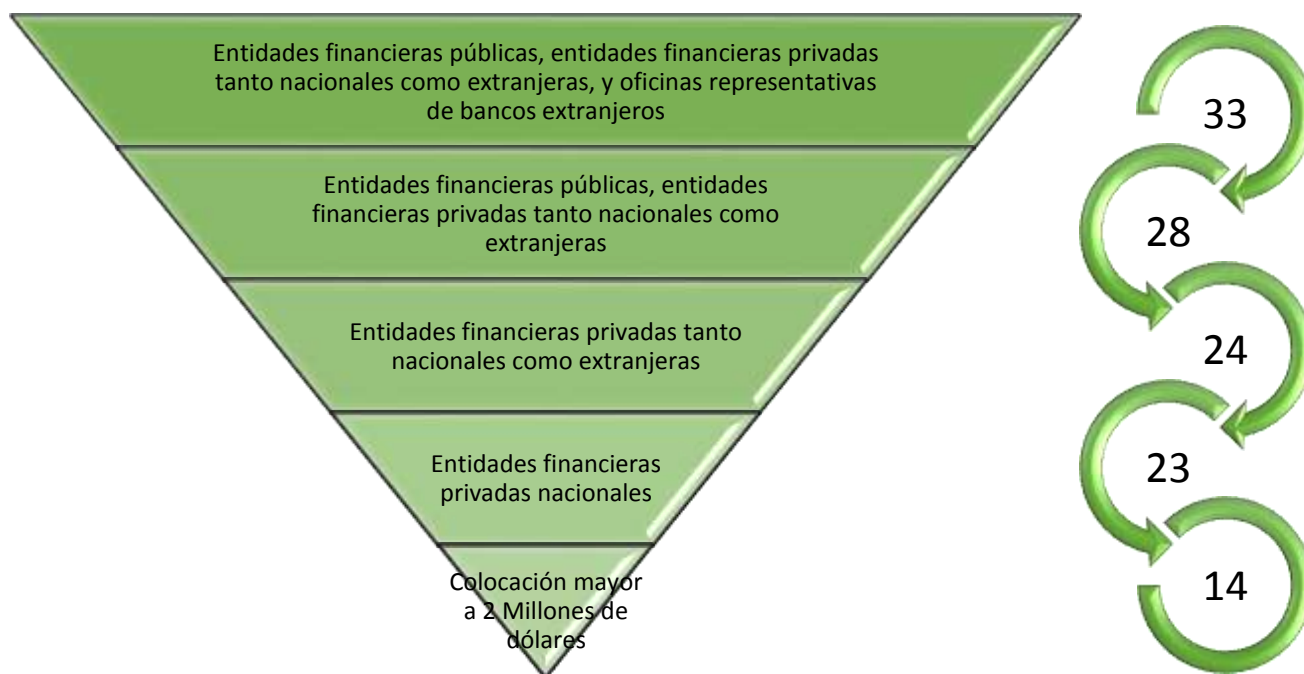 Entidades financieras públicas, entidades financieras privadas
tanto nacionales como extranjeras, y oficinas representativas
de bancos extranjeros
33
Entidades financieras públicas, entidades
financieras privadas tanto nacionales como
extranjeras
28
Entidades financieras privadas tanto
nacionales como extranjeras
24
Entidades financieras
privadas nacionales
23
Colocación mayor
a 2 Millones de
dólares
14